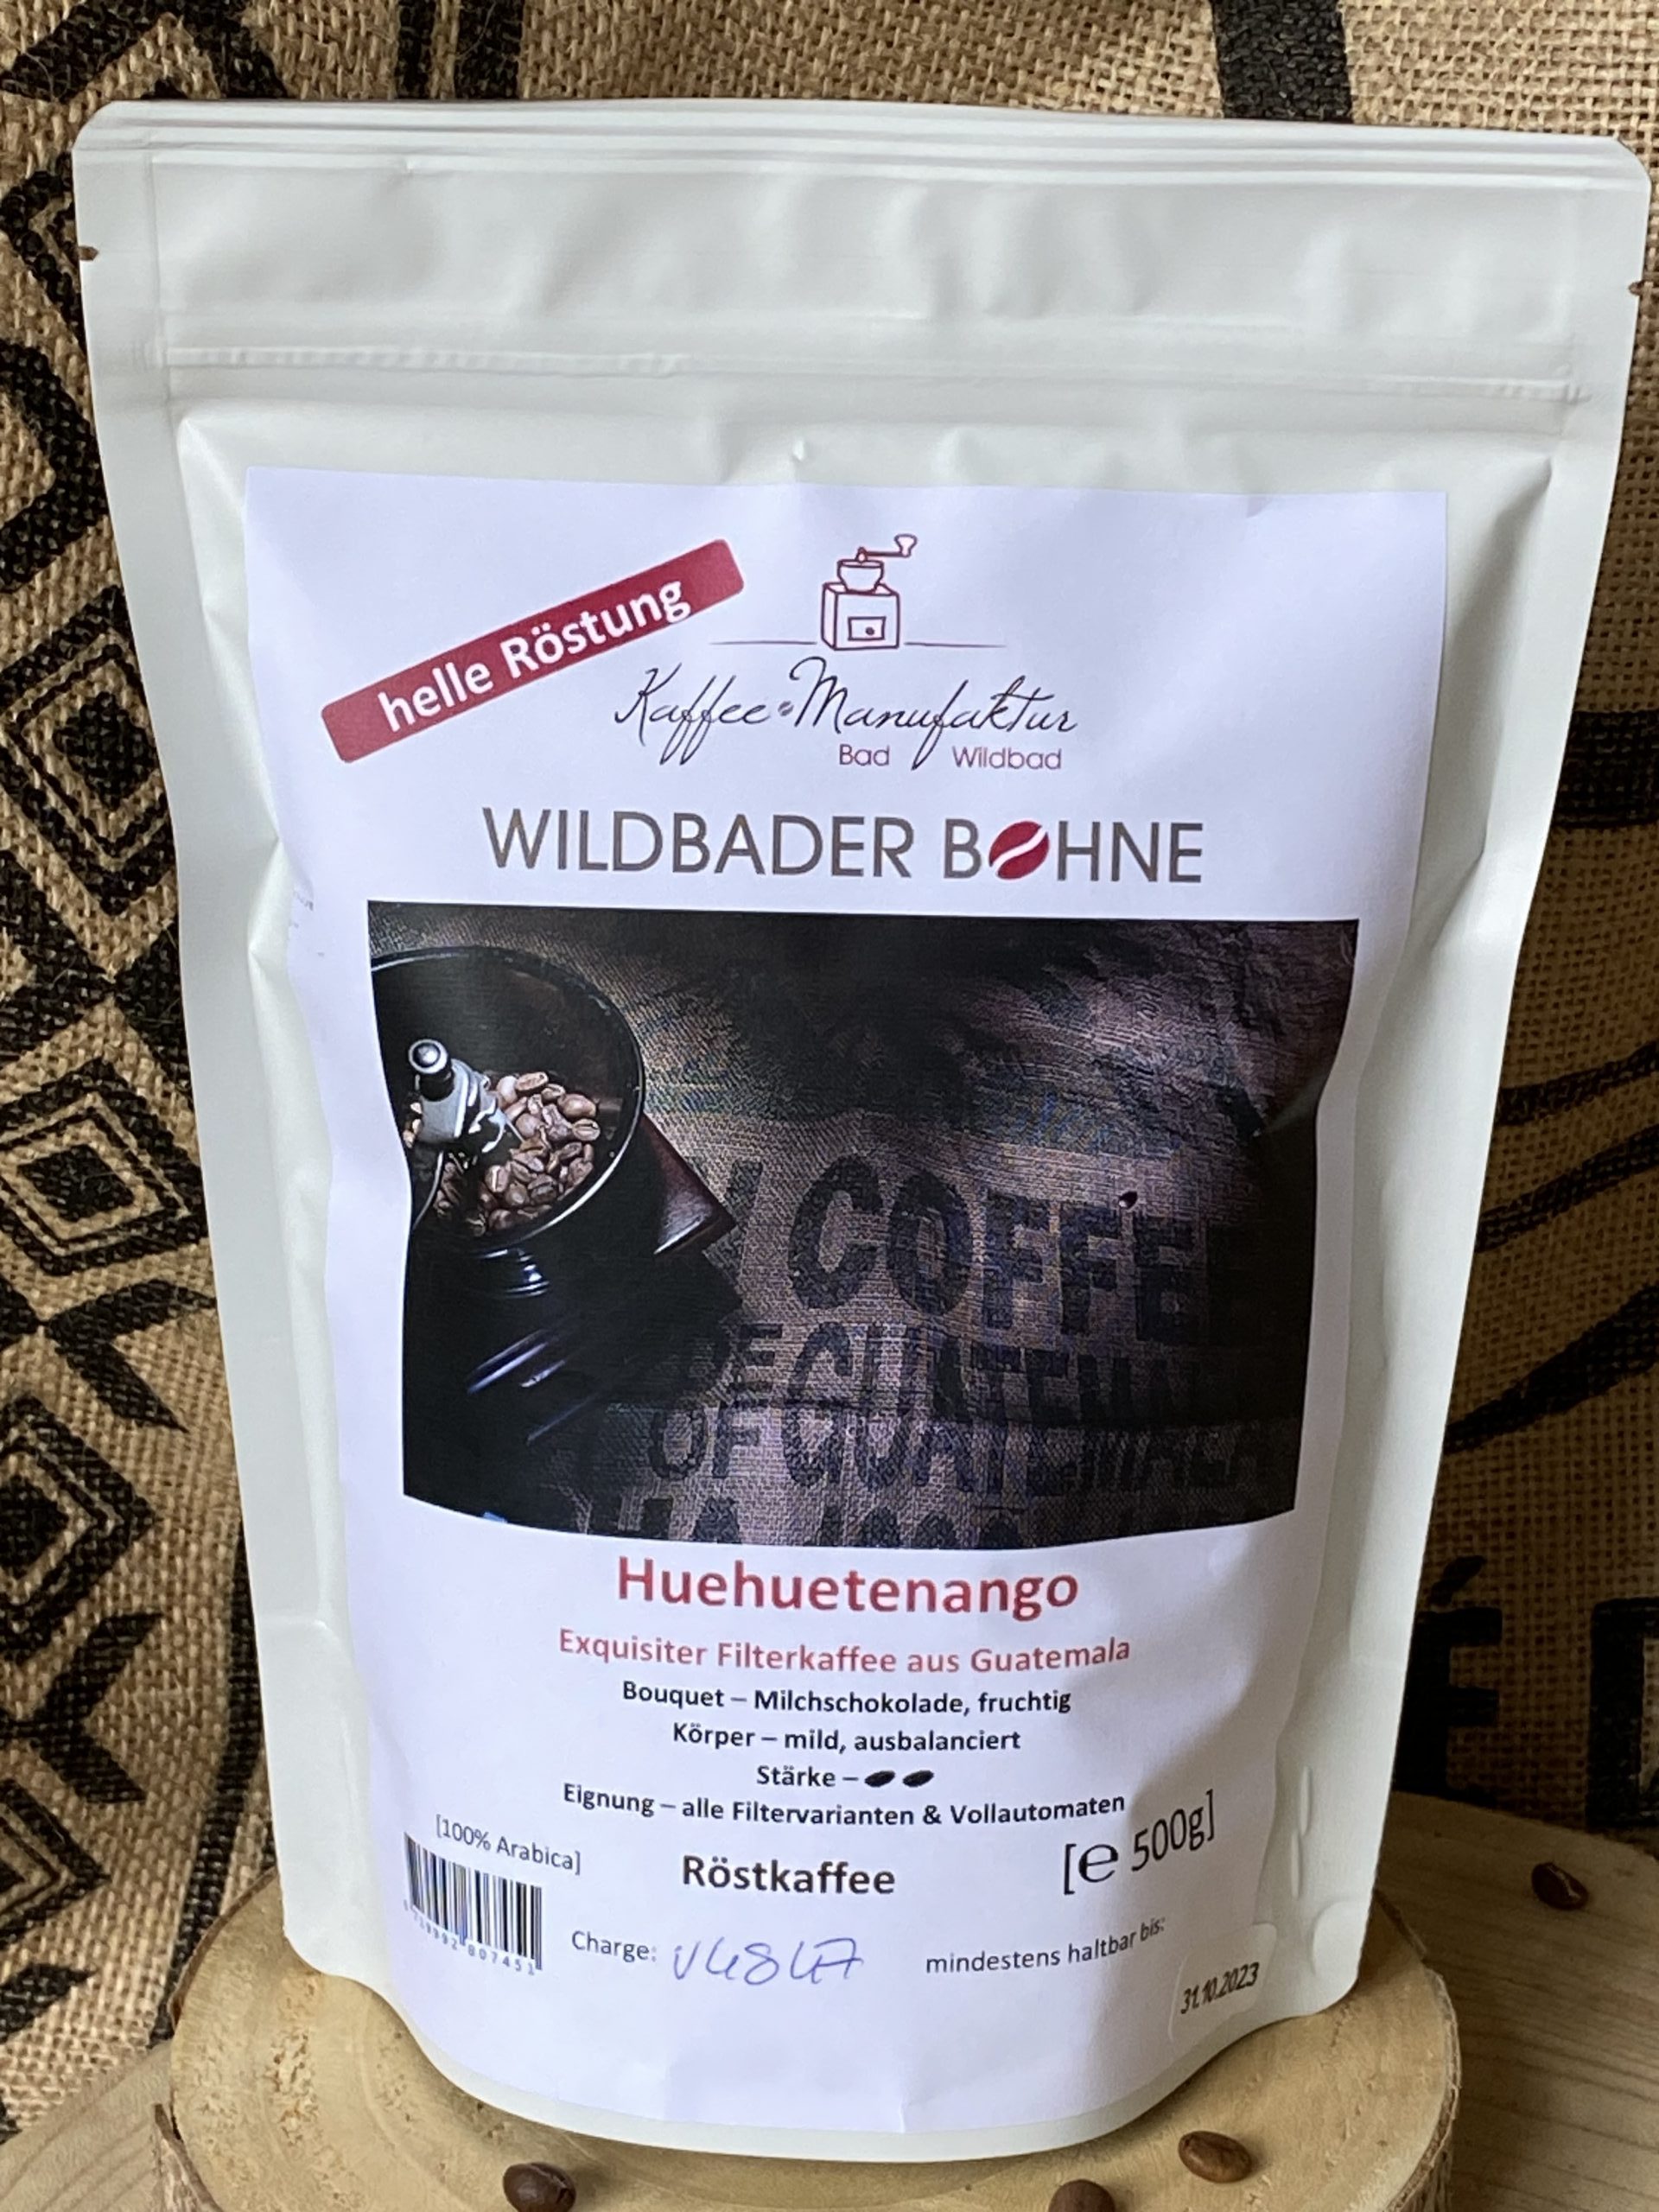 helle Röstung
Kaffee Manufaktur
Bad Wildbad
WILDBADER BOHNE
COFFEE
OF GUATEMALA
Huehuetenango
Exquisiter Filterkaffee aus Guatemala
Bouquet – Milchschokolade, fruchtig
Körper – mild, ausbalanciert
Stärke –
Eignung – alle Filtervarianten & Vollautomaten
[100% Arabica]
Röstkaffee
[e 500g]
Charge:
mindestens haltbar bis:
31.10.2023